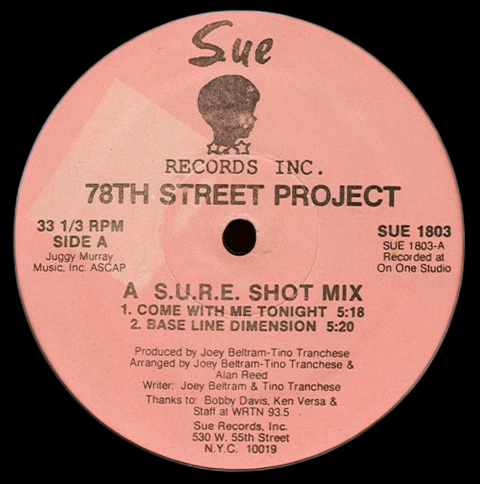 Sue
RECORDS INC.
78TH STREET PROJECT
33 1/3 RPM
SIDE A
Juggy Murray
Music, Inc. ASCAP
SUE 1803
SUE 1803-A
Recorded at
On One Studio
A S.U.R.E. SHOT MIX
1. COME WITH ME TONIGHT 5:18
2. BASE LINE DIMENSION 5:20
Produced by Joey Beltram-Tino Tranchese
Arranged by Joey Beltram-Tino Tranchese &
Alan Reed
Writer: Joey Beltram & Tino Tranchese
Thanks to: Bobby Davis, Ken Versa &
Staff at WRTN 93.5
Sue Records, Inc.
530 W. 55th Street
N.Y.C. 10019